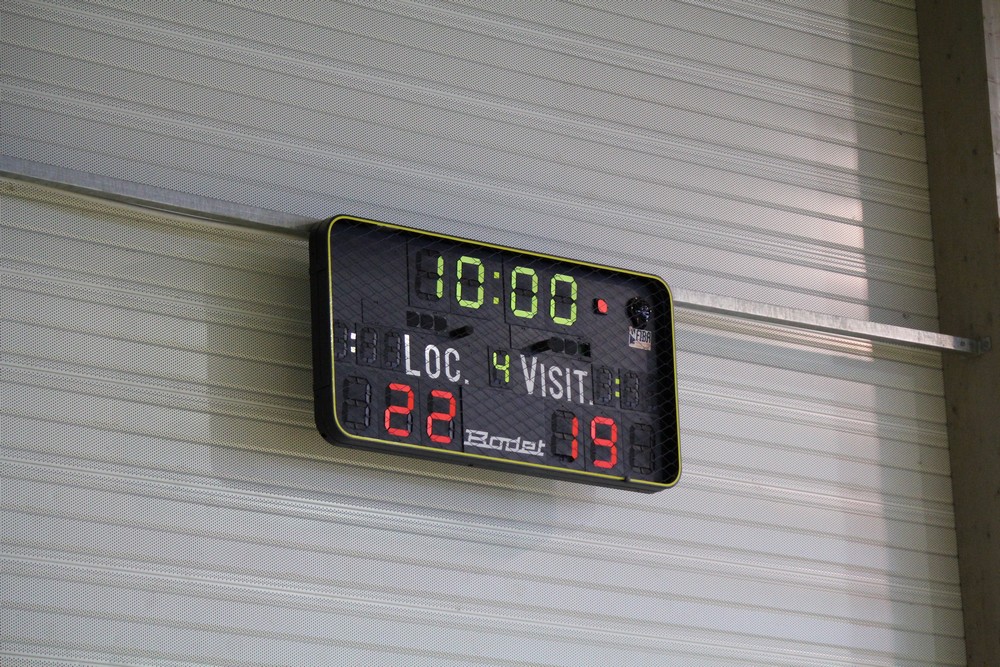 10:00
FIBA
: LOC. 4 VISIT. :
22 Bodet 19